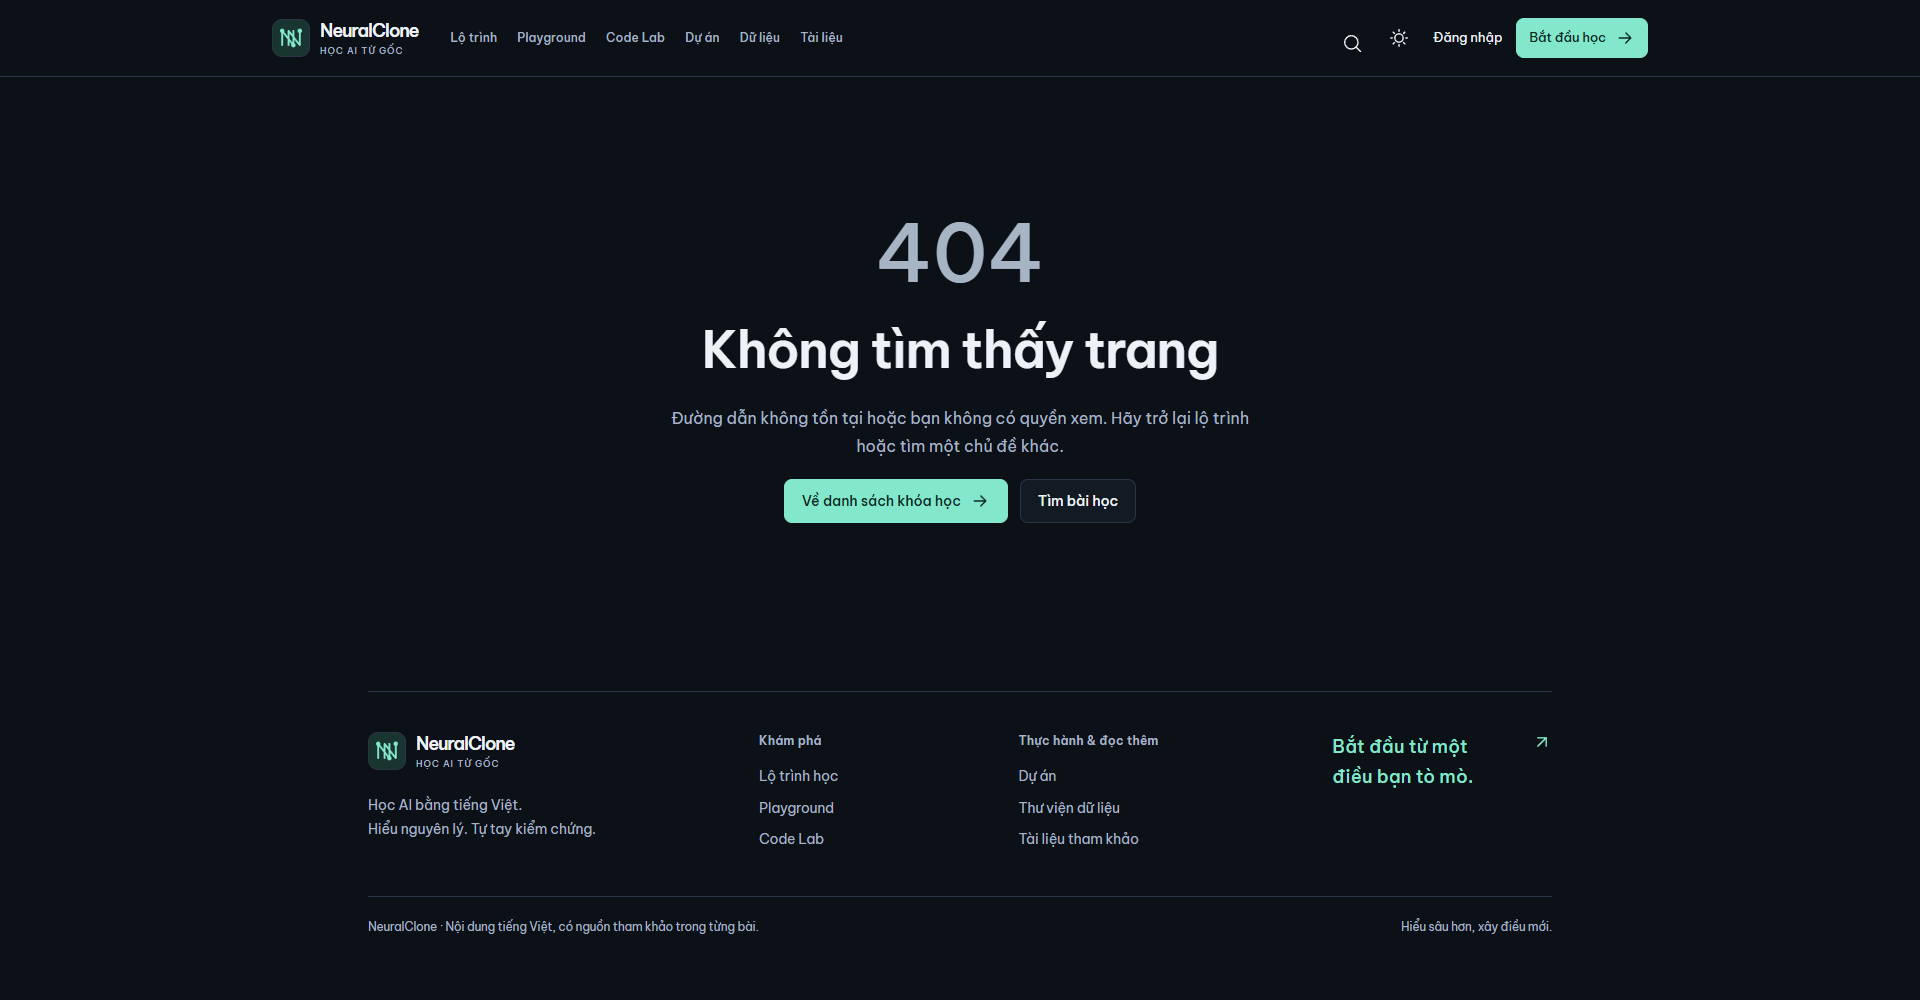 NeuralClone
HỌC AI TỪ GỐC
Lộ trình
Playground
Code Lab
Dự án
Dữ liệu
Tài liệu
Đăng nhập
Bắt đầu học
404
Không tìm thấy trang
Đường dẫn không tồn tại hoặc bạn không có quyền xem. Hãy trở lại lộ trình
hoặc tìm một chủ đề khác.
Về danh sách khóa học
Tìm bài học
NeuralClone
HỌC AI TỪ GỐC
Học AI bằng tiếng Việt.
Hiểu nguyên lý. Tự tay kiểm chứng.
Khám phá
Lộ trình học
Playground
Code Lab
Thực hành & đọc thêm
Dự án
Thư viện dữ liệu
Tài liệu tham khảo
Bắt đầu từ một
điều bạn tò mò.
NeuralClone · Nội dung tiếng Việt, có nguồn tham khảo trong từng bài.
Hiểu sâu hơn, xây điều mới.